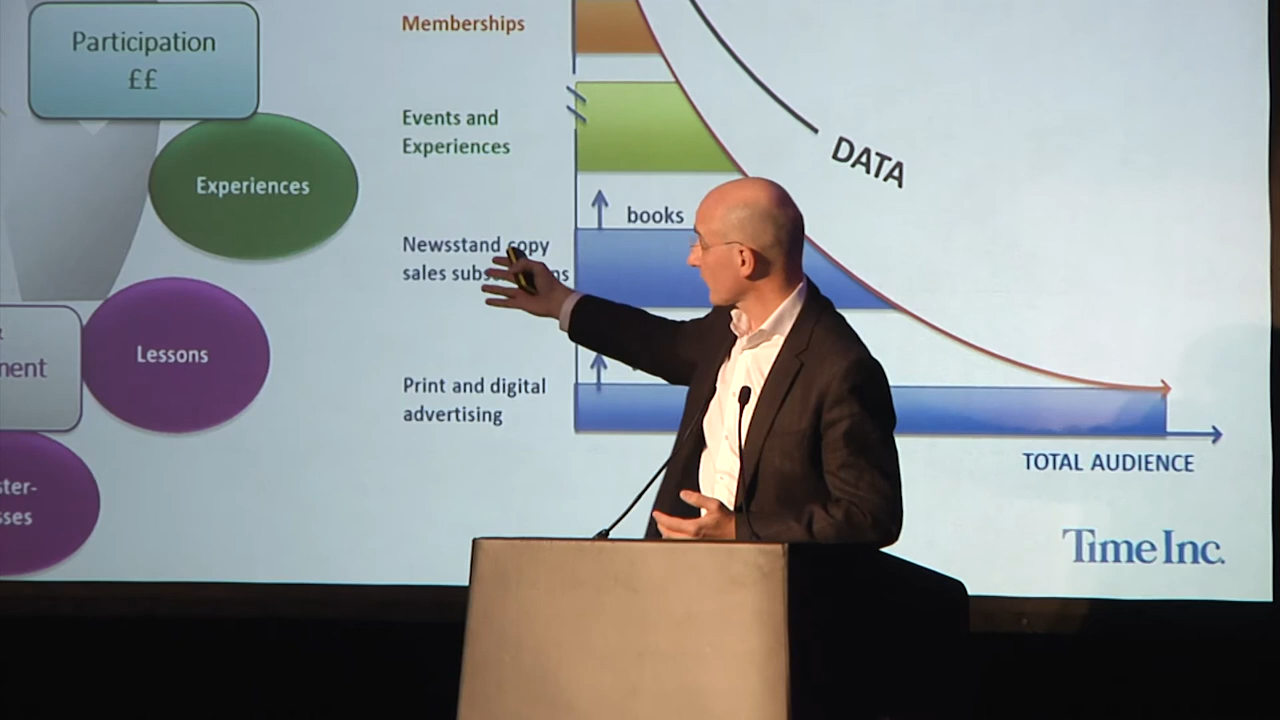 Participation
££
Experiences
Lessons
Memberships
Events and
Experiences
books
Newsstand copy
sales
Print and digital
advertising
DATA
TOTAL AUDIENCE
Time Inc.